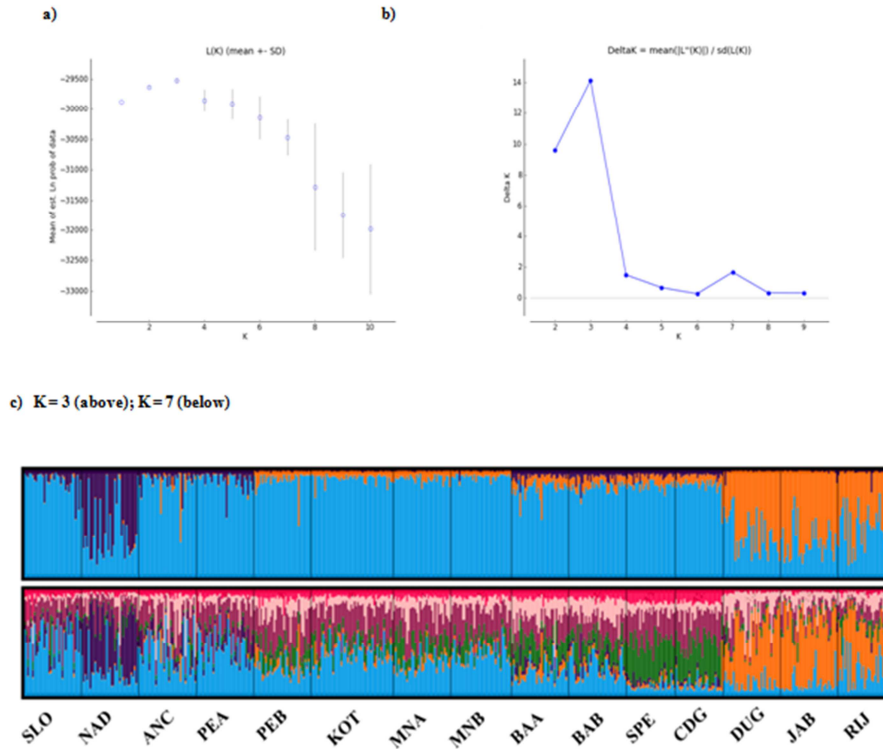 a)
b)
L(K) (mean +- SD)
DeltaK = mean(|L"(K)|) / sd(L(K))
Mean of est. Ln prob of data
−29500
−30000
−30500
−31000
−31500
−32000
−32500
−33000
2
4
6
8
10
K
Delta K
14
12
10
8
6
4
2
0
2
3
4
5
6
7
8
9
K
c) K = 3 (above); K = 7 (below)
SLO
NAD
ANC
PEA
PEB
KOT
MNA
MNB
BAA
BAB
SPE
CDG
DUG
JAB
RIJ